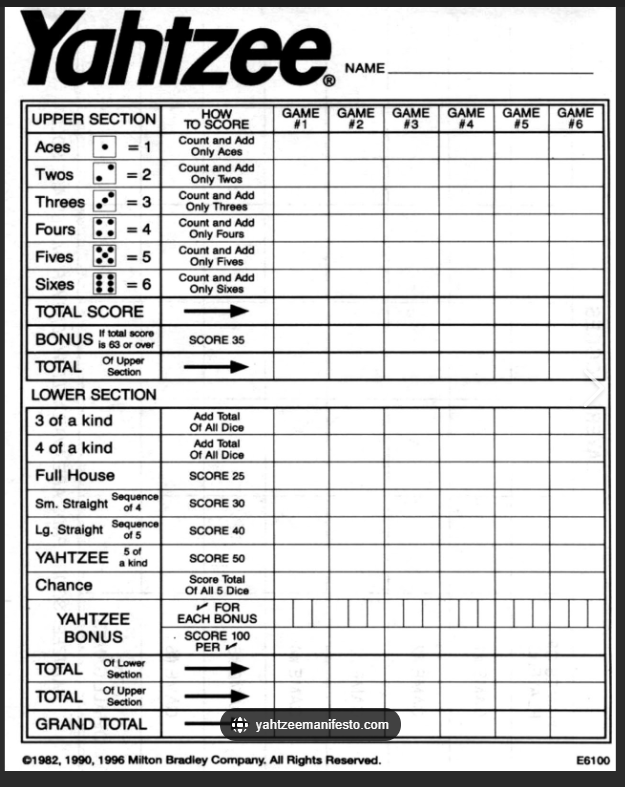 Yahtzee®
NAME
UPPER SECTION HOW TO SCORE GAME #1 GAME #2 GAME #3 GAME #4 GAME #5 GAME #6
Aces = 1 Count and Add Only Aces
Twos = 2 Count and Add Only Twos
Threes = 3 Count and Add Only Threes
Fours = 4 Count and Add Only Fours
Fives = 5 Count and Add Only Fives
Sixes = 6 Count and Add Only Sixes
TOTAL SCORE
BONUS If total score is 63 or over SCORE 35
TOTAL Of Upper Section
LOWER SECTION
3 of a kind Add Total Of All Dice
4 of a kind Add Total Of All Dice
Full House SCORE 25
Sm. Straight Sequence of 4 SCORE 30
Lg. Straight Sequence of 5 SCORE 40
YAHTZEE 5 of a kind SCORE 50
Chance Score Total Of All 5 Dice
YAHTZEE BONUS ✓ FOR EACH BONUS
SCORE 100 PER ✓
TOTAL Of Lower Section
TOTAL Of Upper Section
GRAND TOTAL
yahtzeemanifesto.com
©1982, 1990, 1996 Milton Bradley Company. All Rights Reserved. E6100